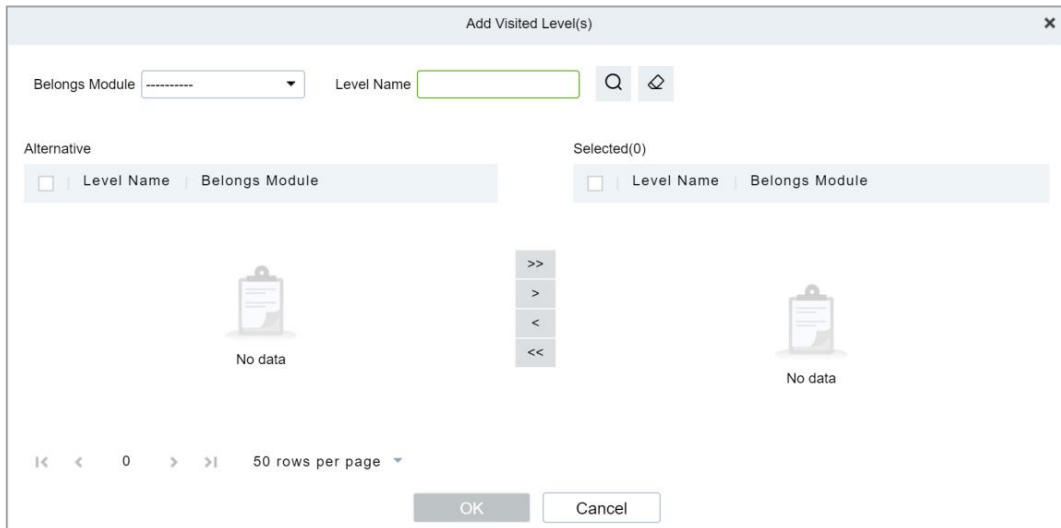 Add Visited Level(s)
Belongs Module ---------- Level Name
Alternative Selected(0)
Level Name Belongs Module Level Name Belongs Module
>>
>
<
<<
No data
No data
0 50 rows per page
OK Cancel